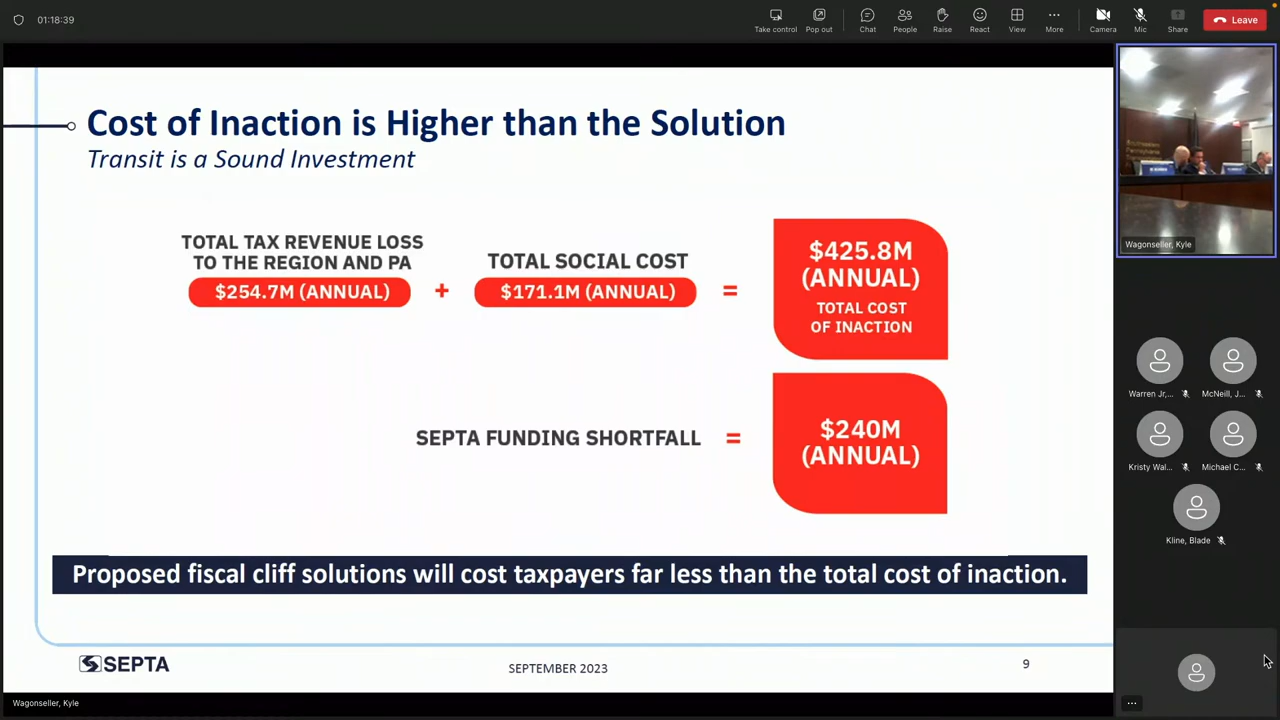 01:18:39
Take control
Pop out
Chat
People
Raise
React
View
More
Camera
Mic
Share
Leave
Cost of Inaction is Higher than the Solution
Transit is a Sound Investment
TOTAL TAX REVENUE LOSS
TO THE REGION AND PA
$254.7M (ANNUAL)
+
TOTAL SOCIAL COST
$171.1M (ANNUAL)
=
$425.8M
(ANNUAL)
TOTAL COST
OF INACTION
SEPTA FUNDING SHORTFALL
=
$240M
(ANNUAL)
Proposed fiscal cliff solutions will cost taxpayers far less than the total cost of inaction.
SEPTA
SEPTEMBER 2023
9
Wagonseller, Kyle
Wagonseller, Kyle
Warren Jr,...
McNeill, J...
Kristy Wal...
Michael C...
Kline, Blade